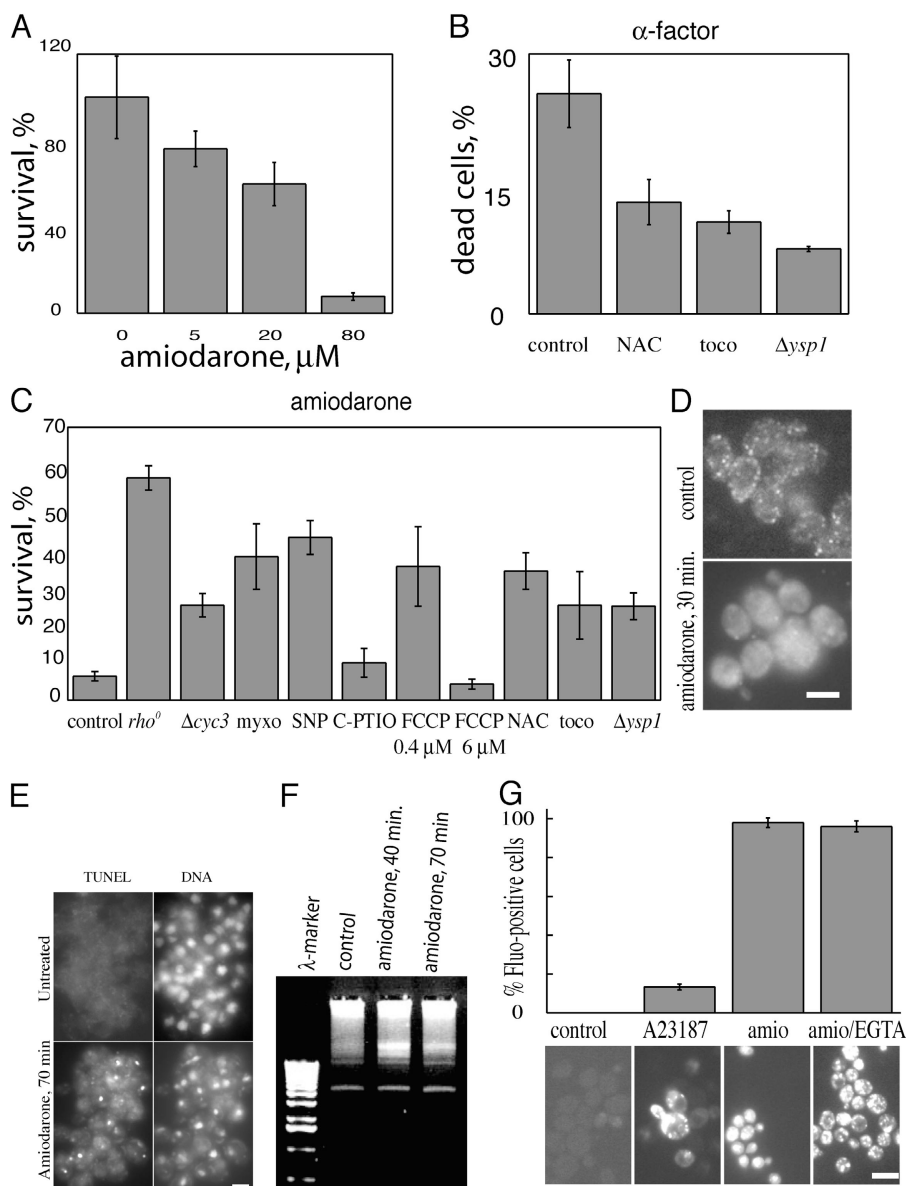 A
120
80
40
0
survival, %
0 5 20 80
amiodarone, μM
B
α-factor
30
15
0
dead cells, %
control NAC toco Δysp1
C
amiodarone
70
60
50
40
30
20
10
0
survival, %
control rho⁰ Δcyc3 myxo SNP C-PTIO FCCP FCCP NAC toco Δysp1
0.4 μM 6 μM
D
control
amiodarone, 30 min.
E
TUNEL DNA
Untreated
Amiodarone, 70 min
F
λ-marker
control
amiodarone, 40 min.
amiodarone, 70 min
G
100
0
% Fluo-positive cells
control A23187 amio amio/EGTA